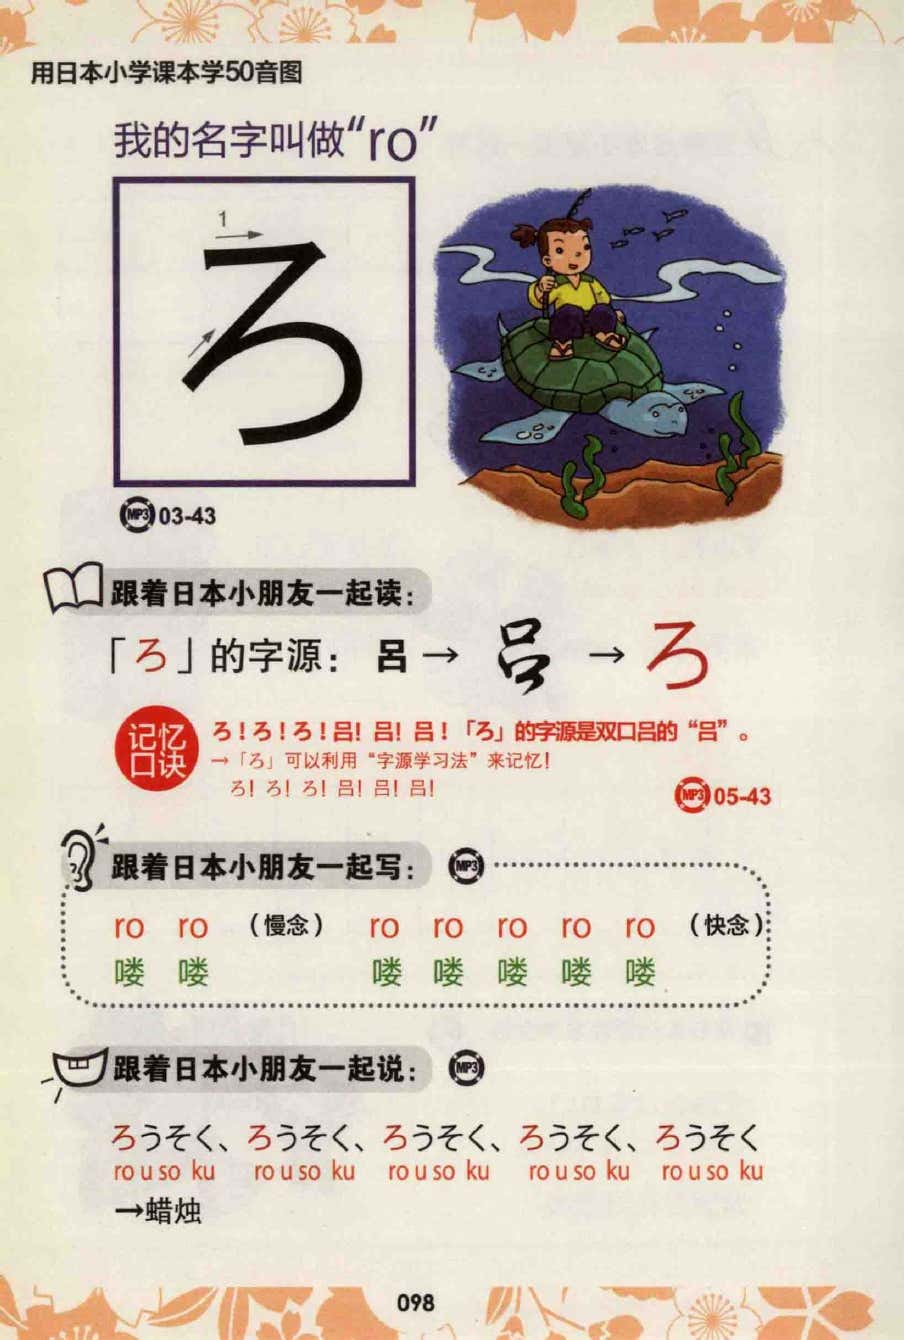 用日本小学课本学50音图
我的名字叫做“ro”
1
ろ
MP3 03-43
跟着日本小朋友一起读：
「ろ」的字源：吕→吕→ろ
记忆口诀
ろ！ろ！ろ！吕！吕！吕！「ろ」的字源是双口吕的“吕”。
→「ろ」可以利用“字源学习法”来记忆！
ろ！ろ！ろ！吕！吕！吕！
MP3 05-43
跟着日本小朋友一起写： MP3
ro ro （慢念） ro ro ro ro ro （快念）
喽 喽 喽 喽 喽 喽 喽
跟着日本小朋友一起说： MP3
ろうそく、ろうそく、ろうそく、ろうそく、ろうそく
ro u so ku ro u so ku ro u so ku ro u so ku ro u so ku
→蜡烛
098